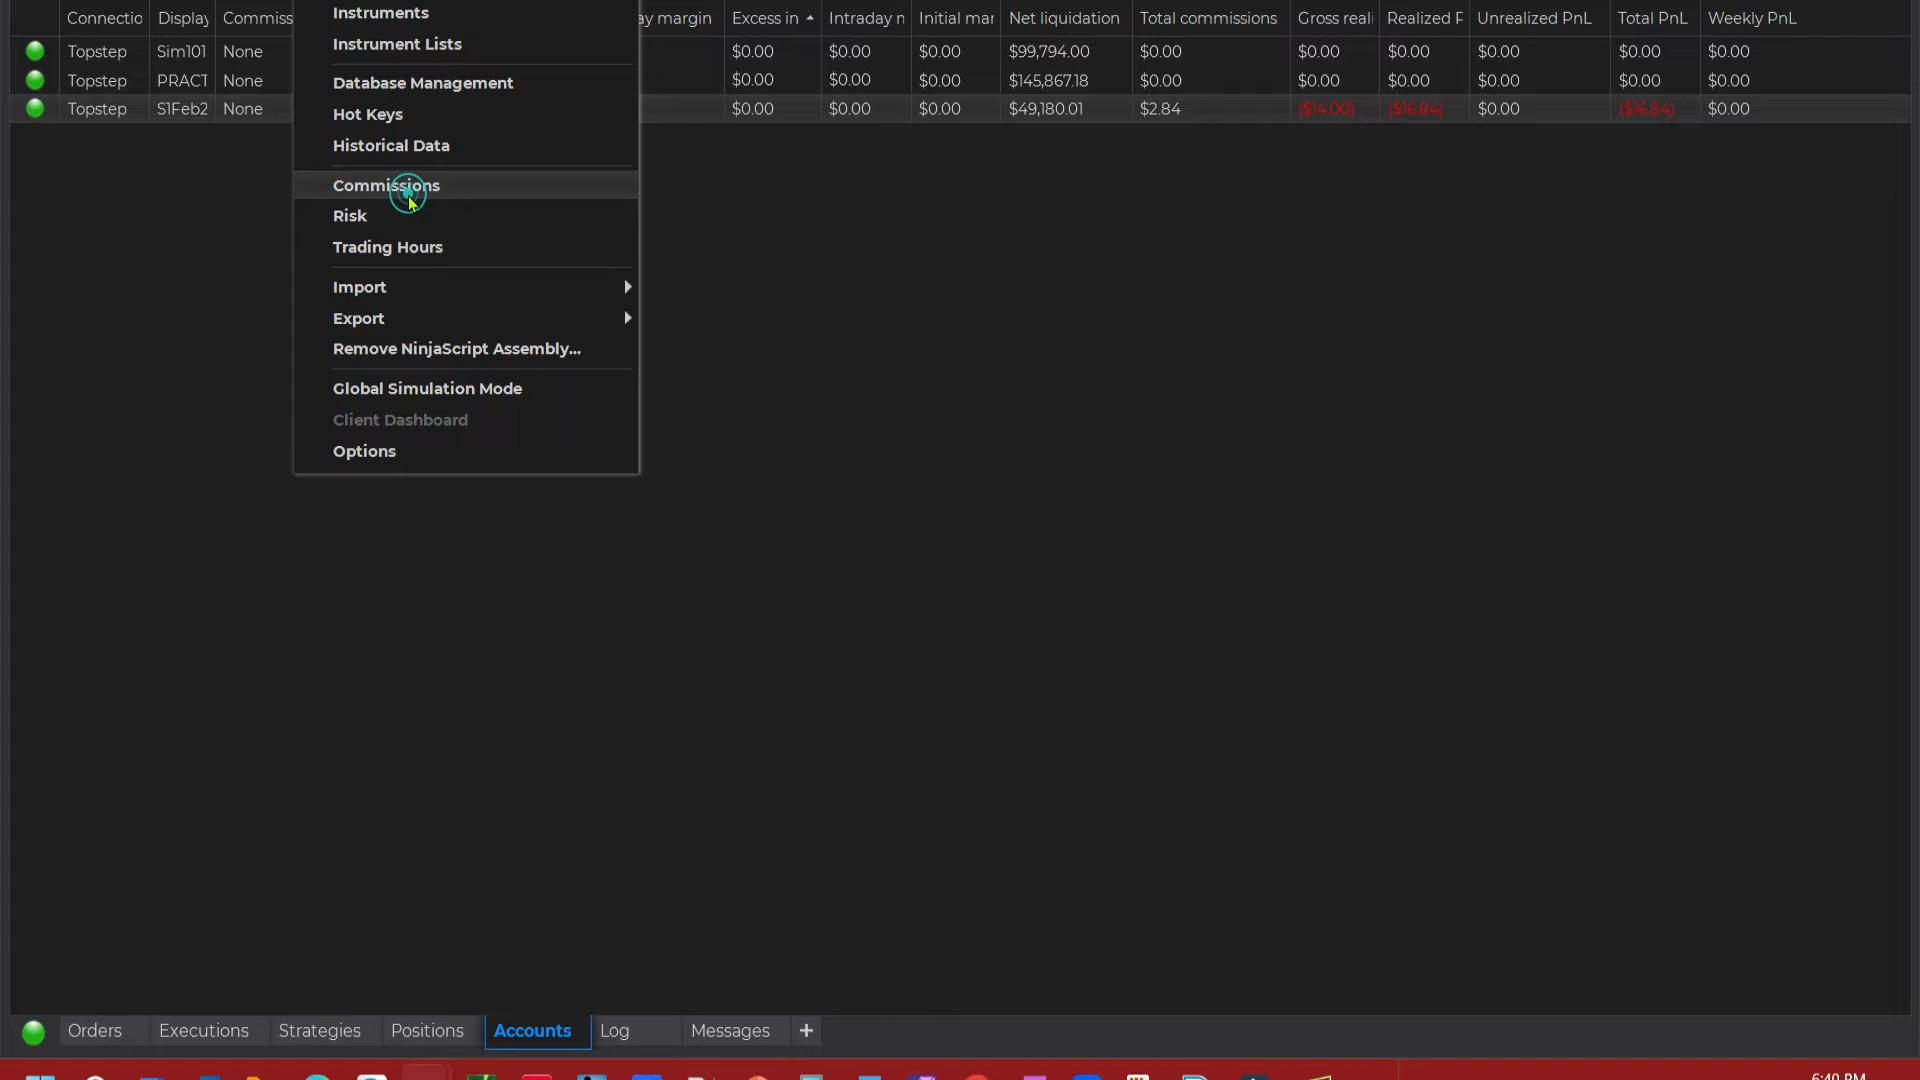 Connectio Display Commiss ay margin Excess in Intraday n Initial mar Net liquidation Total commissions Gross reali Realized P Unrealized PnL Total PnL Weekly PnL
Topstep Sim101 None $0.00 $0.00 $0.00 $99,794.00 $0.00 $0.00 $0.00 $0.00 $0.00 $0.00
Topstep PRACT None $0.00 $0.00 $0.00 $145,867.18 $0.00 $0.00 $0.00 $0.00 $0.00 $0.00
Topstep S1Feb2 None $0.00 $0.00 $0.00 $49,180.01 $2.84 ($14.00) ($16.84) $0.00 ($16.84) $0.00
Instruments
Instrument Lists
Database Management
Hot Keys
Historical Data
Commissions
Risk
Trading Hours
Import
Export
Remove NinjaScript Assembly...
Global Simulation Mode
Client Dashboard
Options
Orders Executions Strategies Positions Accounts Log Messages +
6:40 PM